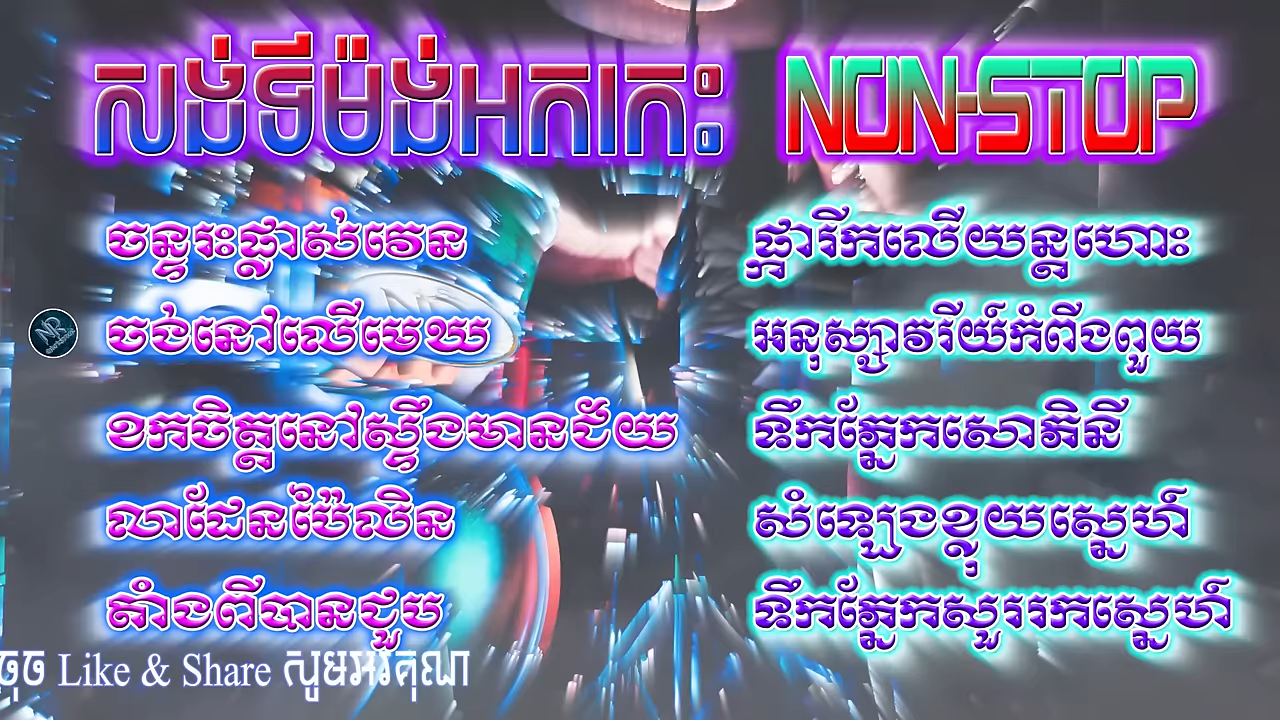 សង់ទីម៉ង់អកកេះ NON-STOP
ចន្ទរះផ្លាស់វេន
ចង់នៅលើមេឃ
ខកចិត្តនៅស្ទឹងមានជ័យ
លាដែនប៉ៃលិន
តាំងពីបានជួប
ផ្ការីកលើយន្តហោះ
អនុស្សាវរីយ៍កំពីងពួយ
ទឹកភ្នែកសោភិនី
សំឡេងខ្លុយស្នេហ៍
ទឹកភ្នែកសួររកស្នេហ៍
ចុច Like & Share សូមអរគុណ
NR